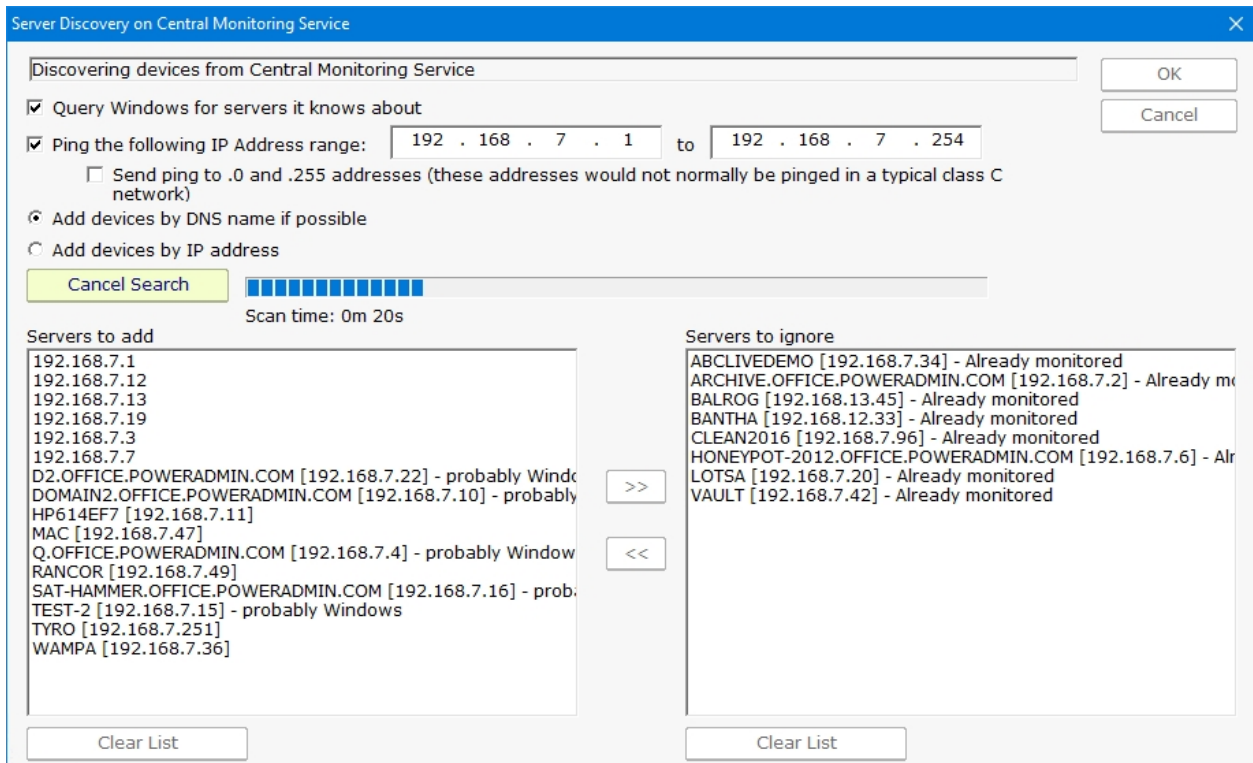 Server Discovery on Central Monitoring Service
Discovering devices from Central Monitoring Service
OK
Query Windows for servers it knows about
Cancel
Ping the following IP Address range: 192 . 168 . 7 . 1 to 192 . 168 . 7 . 254
Send ping to .0 and .255 addresses (these addresses would not normally be pinged in a typical class C
network)
Add devices by DNS name if possible
Add devices by IP address
Cancel Search
Scan time: 0m 20s
Servers to add
192.168.7.1
192.168.7.12
192.168.7.13
192.168.7.19
192.168.7.3
192.168.7.7
D2.OFFICE.POWERADMIN.COM [192.168.7.22] - probably Windo
DOMAIN2.OFFICE.POWERADMIN.COM [192.168.7.10] - probably
HP614EF7 [192.168.7.11]
MAC [192.168.7.47]
Q.OFFICE.POWERADMIN.COM [192.168.7.4] - probably Window
RANCOR [192.168.7.49]
SAT-HAMMER.OFFICE.POWERADMIN.COM [192.168.7.16] - proba
TEST-2 [192.168.7.15] - probably Windows
TYRO [192.168.7.251]
WAMPA [192.168.7.36]
Clear List
>>
<<
Servers to ignore
ABCLIVEDEMO [192.168.7.34] - Already monitored
ARCHIVE.OFFICE.POWERADMIN.COM [192.168.7.2] - Already mo
BALROG [192.168.13.45] - Already monitored
BANTHA [192.168.12.33] - Already monitored
CLEAN2016 [192.168.7.96] - Already monitored
HONEYPOT-2012.OFFICE.POWERADMIN.COM [192.168.7.6] - Alr
LOTSA [192.168.7.20] - Already monitored
VAULT [192.168.7.42] - Already monitored
Clear List